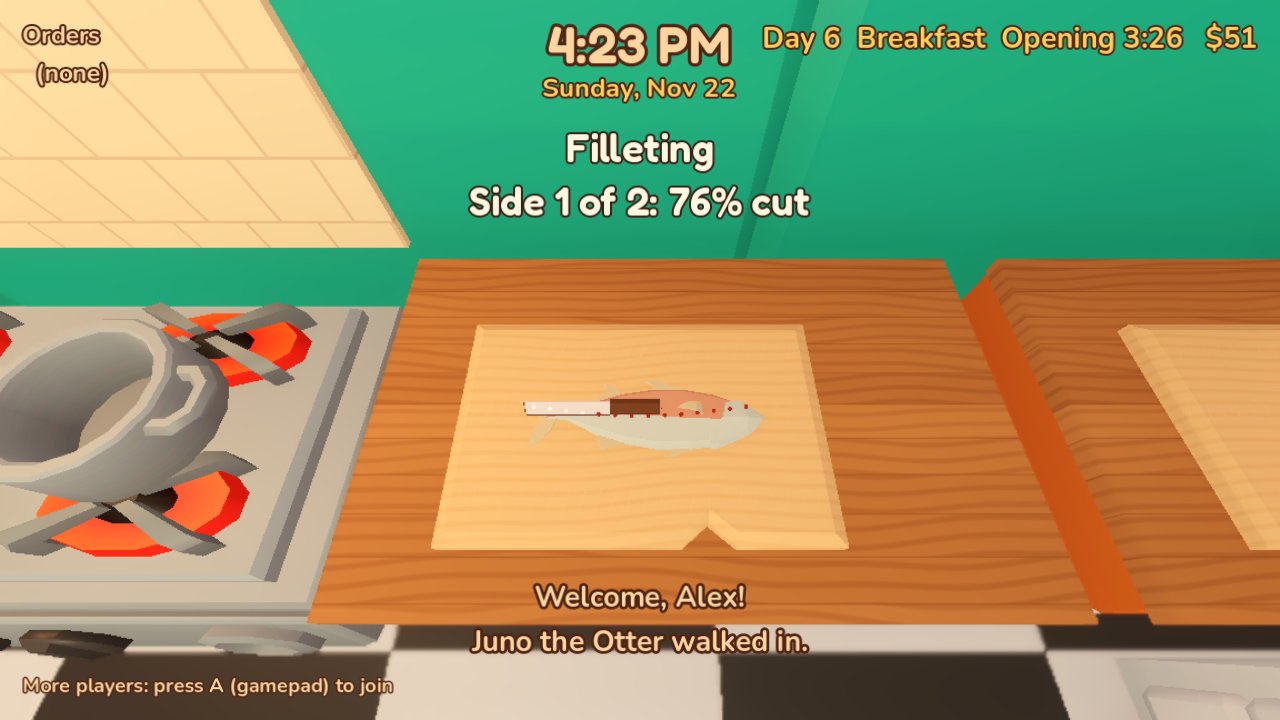 Orders
(none)
4:23 PM
Sunday, Nov 22
Day 6 Breakfast Opening 3:26 $51
Filleting
Side 1 of 2: 76% cut
Welcome, Alex!
Juno the Otter walked in.
More players: press A (gamepad) to join